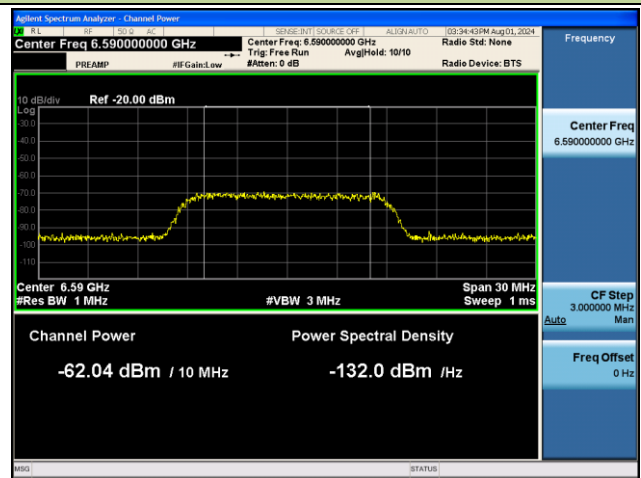 Agilent Spectrum Analyzer - Channel Power
RL RF 50 Ω AC SENSE:INT SOURCE OFF ALIGNAUTO 03:34:43PM Aug 01, 2024
Center Freq 6.590000000 GHz
Center Freq: 6.590000000 GHz
Radio Std: None
Trig: Free Run Avg|Hold: 10/10
PREAMP #IFGain:Low #Atten: 0 dB Radio Device: BTS
Frequency
10 dB/div Ref -20.00 dBm
Log
-30.0
-40.0
-50.0
-60.0
-70.0
-80.0
-90.0
-100
-110
Center 6.59 GHz Span 30 MHz
#Res BW 1 MHz #VBW 3 MHz Sweep 1 ms
Channel Power Power Spectral Density
-62.04 dBm / 10 MHz -132.0 dBm /Hz
Center Freq
6.590000000 GHz
CF Step
3.000000 MHz
Auto Man
Freq Offset
0 Hz
MSG STATUS